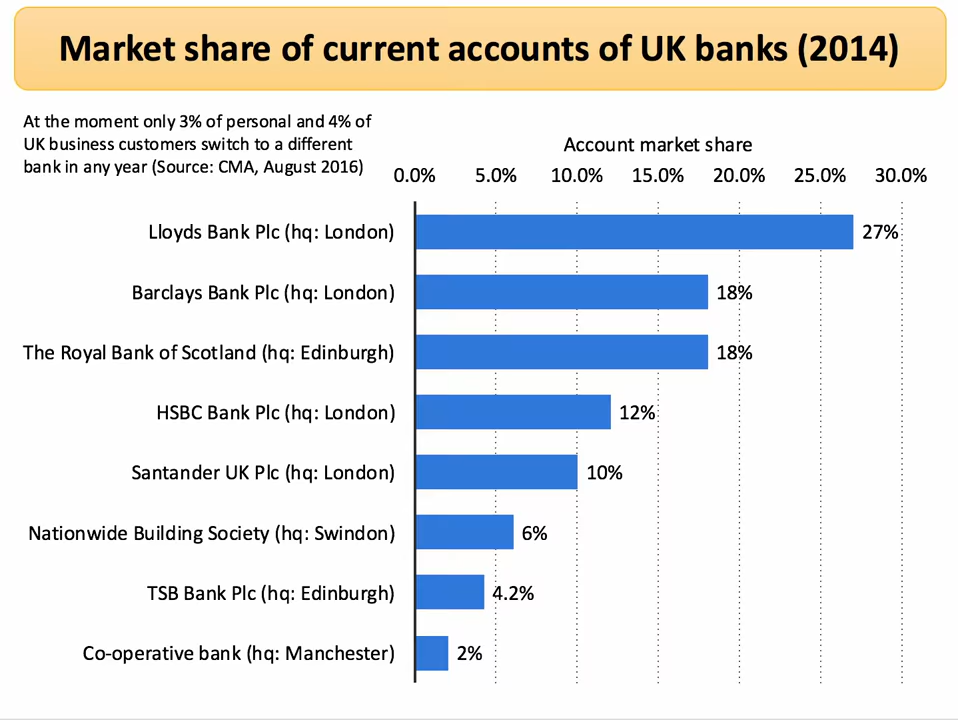 Market share of current accounts of UK banks (2014)
At the moment only 3% of personal and 4% of
UK business customers switch to a different
bank in any year (Source: CMA, August 2016)
Account market share
0.0% 5.0% 10.0% 15.0% 20.0% 25.0% 30.0%
Lloyds Bank Plc (hq: London) 27%
Barclays Bank Plc (hq: London) 18%
The Royal Bank of Scotland (hq: Edinburgh) 18%
HSBC Bank Plc (hq: London) 12%
Santander UK Plc (hq: London) 10%
Nationwide Building Society (hq: Swindon) 6%
TSB Bank Plc (hq: Edinburgh) 4.2%
Co-operative bank (hq: Manchester) 2%